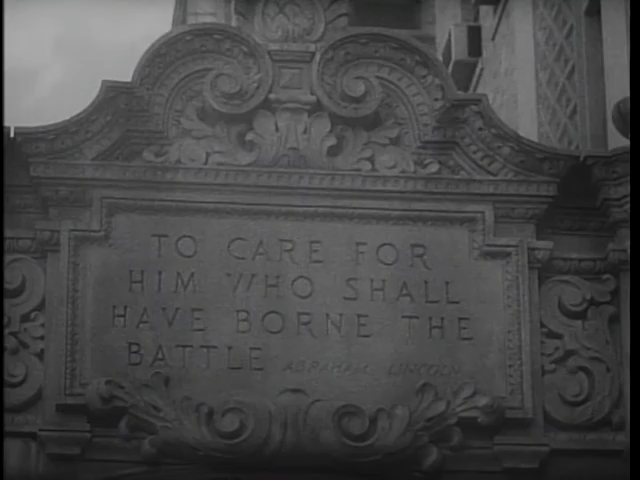 TO CARE FOR
HIM WHO SHALL
HAVE BORNE THE
BATTLE ABRAHAM LINCOLN